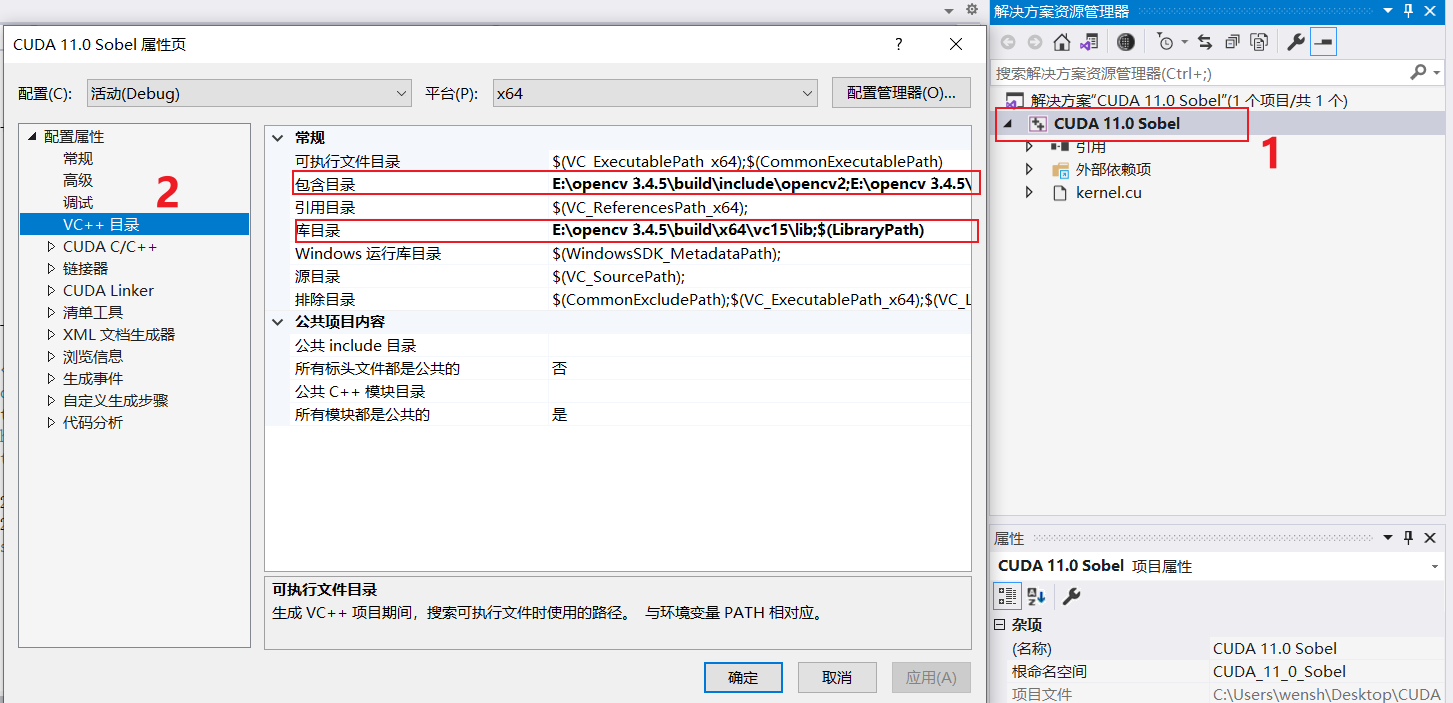 CUDA 11.0 Sobel 属性页
?
配置(C):
活动(Debug)
平台(P):
x64
配置管理器(O)...
配置属性
常规
高级
调试
2
VC++ 目录
CUDA C/C++
链接器
CUDA Linker
清单工具
XML 文档生成器
浏览信息
生成事件
自定义生成步骤
代码分析
常规
可执行文件目录 $(VC_ExecutablePath_x64);$(CommonExecutablePath)
包含目录 E:\opencv 3.4.5\build\include\opencv2;E:\opencv 3.4.5\
引用目录 $(VC_ReferencesPath_x64);
库目录 E:\opencv 3.4.5\build\x64\vc15\lib;$(LibraryPath)
Windows 运行库目录 $(WindowsSDK_MetadataPath);
源目录 $(VC_SourcePath);
排除目录 $(CommonExcludePath);$(VC_ExecutablePath_x64);$(VC_L
公共项目内容
公共 include 目录
所有标头文件都是公共的 否
公共 C++ 模块目录
所有模块都是公共的 是
可执行文件目录
生成 VC++ 项目期间，搜索可执行文件时使用的路径。 与环境变量 PATH 相对应。
确定
取消
应用(A)
解决方案资源管理器
搜索解决方案资源管理器(Ctrl+;)
解决方案“CUDA 11.0 Sobel”(1 个项目/共 1 个)
CUDA 11.0 Sobel
1
引用
外部依赖项
kernel.cu
属性
CUDA 11.0 Sobel 项目属性
杂项
(名称) CUDA 11.0 Sobel
根命名空间 CUDA_11_0_Sobel
项目文件 C:\Users\wensh\Desktop\CUDA